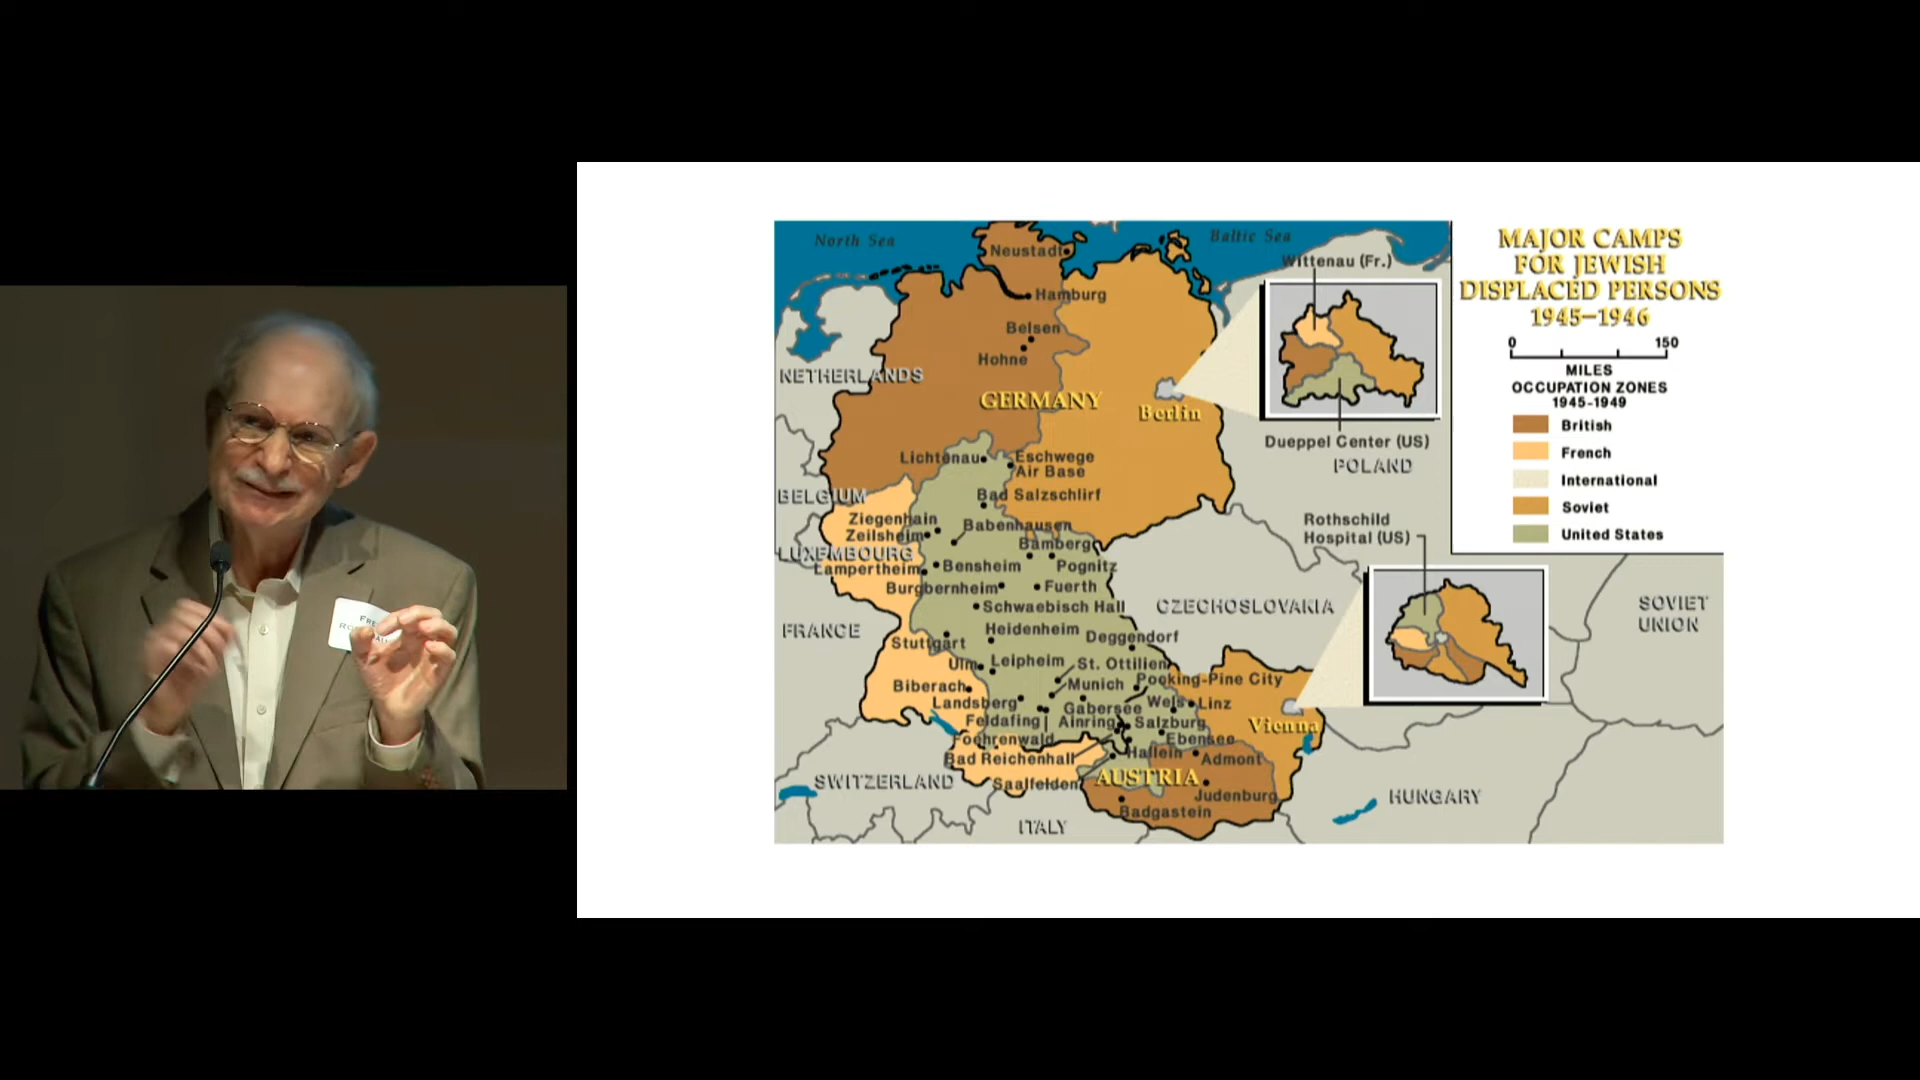 North Sea
Baltic Sea
Neustadt
Hamburg
Belsen
Hohne
NETHERLANDS
GERMANY
Berlin
Wittenau (Fr.)
Dueppel Center (US)
POLAND
MAJOR CAMPS
FOR JEWISH
DISPLACED PERSONS
1945–1946
0 150
MILES
OCCUPATION ZONES
1945-1949
British
French
International
Soviet
United States
Lichtenau
Eschwege
Air Base
BELGIUM
Bad Salzschlirf
Ziegenhain
Babenhausen
Zeilsheim
Bamberg
LUXEMBOURG
Lampertheim
Bensheim
Pognitz
Burgbernheim
Fuerth
Schwaebisch Hall
CZECHOSLOVAKIA
Rothschild
Hospital (US)
SOVIET
UNION
FRANCE
Stuttgart
Heidenheim
Deggendorf
Ulm
Leipheim
St. Ottilien
Biberach
Munich
Pocking-Pine City
Landsberg
Gabersee
Wels
Linz
Feldafing
Ainring
Salzburg
Vienna
Foehrenwald
Ebensee
Bad Reichenhall
Hallein
Admont
SWITZERLAND
Saalfelden
AUSTRIA
Judenburg
HUNGARY
Badgastein
ITALY